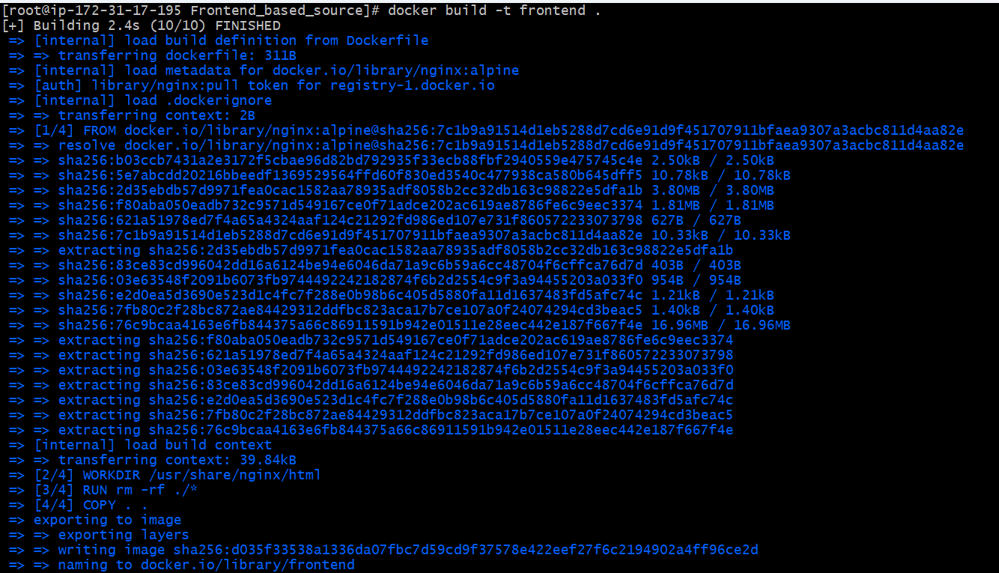 [root@ip-172-31-17-195 Frontend_based_source]# docker build -t frontend .
[+] Building 2.4s (10/10) FINISHED
=> [internal] load build definition from Dockerfile
=> => transferring dockerfile: 311B
=> [internal] load metadata for docker.io/library/nginx:alpine
=> [auth] library/nginx:pull token for registry-1.docker.io
=> [internal] load .dockerignore
=> => transferring context: 2B
=> [1/4] FROM docker.io/library/nginx:alpine@sha256:7c1b9a91514d1eb5288d7cd6e91d9f451707911bfaea9307a3acbc811d4aa82e
=> => resolve docker.io/library/nginx:alpine@sha256:7c1b9a91514d1eb5288d7cd6e91d9f451707911bfaea9307a3acbc811d4aa82e
=> => sha256:b03ccb7431a2e3172f5cbae96d82bd792935f33ecb88fbf2940559e475745c4e 2.50kB / 2.50kB
=> => sha256:5e7abcdd20216bbeedf1369529564ffd60f830ed3540c477938ca580b645dff5 10.78kB / 10.78kB
=> => sha256:2d35ebdb57d9971fea0cac1582aa78935adf8058b2cc32db163c98822e5dfa1b 3.80MB / 3.80MB
=> => sha256:f80aba050eadb732c9571d549167ce0f71adce202ac619ae8786fe6c9eec3374 1.81MB / 1.81MB
=> => sha256:621a51978ed7f4a65a4324aaf124c21292fd986ed107e731f860572233073798 627B / 627B
=> => sha256:7c1b9a91514d1eb5288d7cd6e91d9f451707911bfaea9307a3acbc811d4aa82e 10.33kB / 10.33kB
=> => extracting sha256:2d35ebdb57d9971fea0cac1582aa78935adf8058b2cc32db163c98822e5dfa1b
=> => sha256:83ce83cd996042dd16a6124be94e6046da71a9c6b59a6cc48704f6cffca76d7d 403B / 403B
=> => sha256:03e63548f2091b6073fb9744492242182874f6b2d2554c9f3a94455203a033f0 954B / 954B
=> => sha256:e2d0ea5d3690e523d1c4fc7f288e0b98b6c405d5880fa11d1637483fd5afc74c 1.21kB / 1.21kB
=> => sha256:7fb80c2f28bc872ae84429312ddfbc823aca17b7ce107a0f24074294cd3beac5 1.40kB / 1.40kB
=> => sha256:76c9bcaa4163e6fb844375a66c86911591b942e01511e28eec442e187f667f4e 16.96MB / 16.96MB
=> => extracting sha256:f80aba050eadb732c9571d549167ce0f71adce202ac619ae8786fe6c9eec3374
=> => extracting sha256:621a51978ed7f4a65a4324aaf124c21292fd986ed107e731f860572233073798
=> => extracting sha256:03e63548f2091b6073fb9744492242182874f6b2d2554c9f3a94455203a033f0
=> => extracting sha256:83ce83cd996042dd16a6124be94e6046da71a9c6b59a6cc48704f6cffca76d7d
=> => extracting sha256:e2d0ea5d3690e523d1c4fc7f288e0b98b6c405d5880fa11d1637483fd5afc74c
=> => extracting sha256:7fb80c2f28bc872ae84429312ddfbc823aca17b7ce107a0f24074294cd3beac5
=> => extracting sha256:76c9bcaa4163e6fb844375a66c86911591b942e01511e28eec442e187f667f4e
=> [internal] load build context
=> => transferring context: 39.84kB
=> [2/4] WORKDIR /usr/share/nginx/html
=> [3/4] RUN rm -rf ./*
=> [4/4] COPY . .
=> exporting to image
=> => exporting layers
=> => writing image sha256:d035f33538a1336da07fbc7d59cd9f37578e422eef27f6c2194902a4ff96ce2d
=> => naming to docker.io/library/frontend